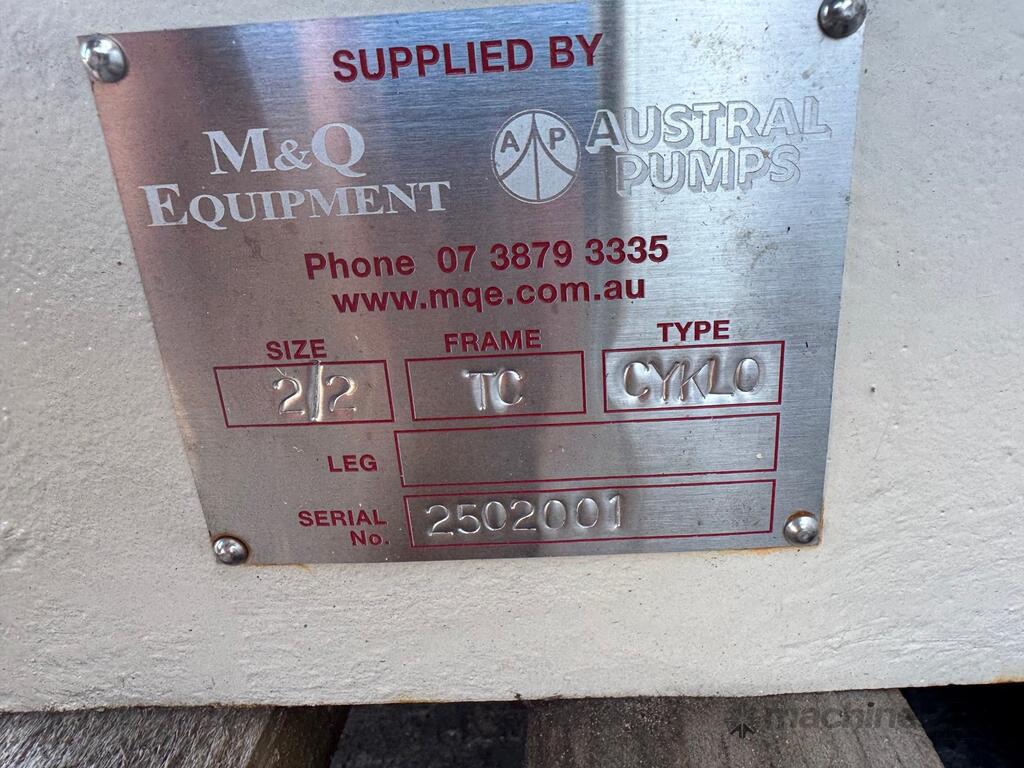 SUPPLIED BY
M&Q
EQUIPMENT
AP
AUSTRAL
PUMPS
Phone 07 3879 3335
www.mqe.com.au
SIZE FRAME TYPE
2/2 TC CYKLO
LEG
SERIAL
No.
2502001